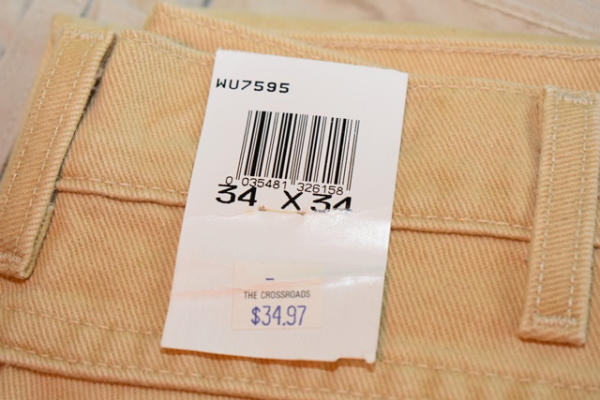 WU7595
0 035481 326158
34 X 34
-
THE CROSSROADS
$34.97